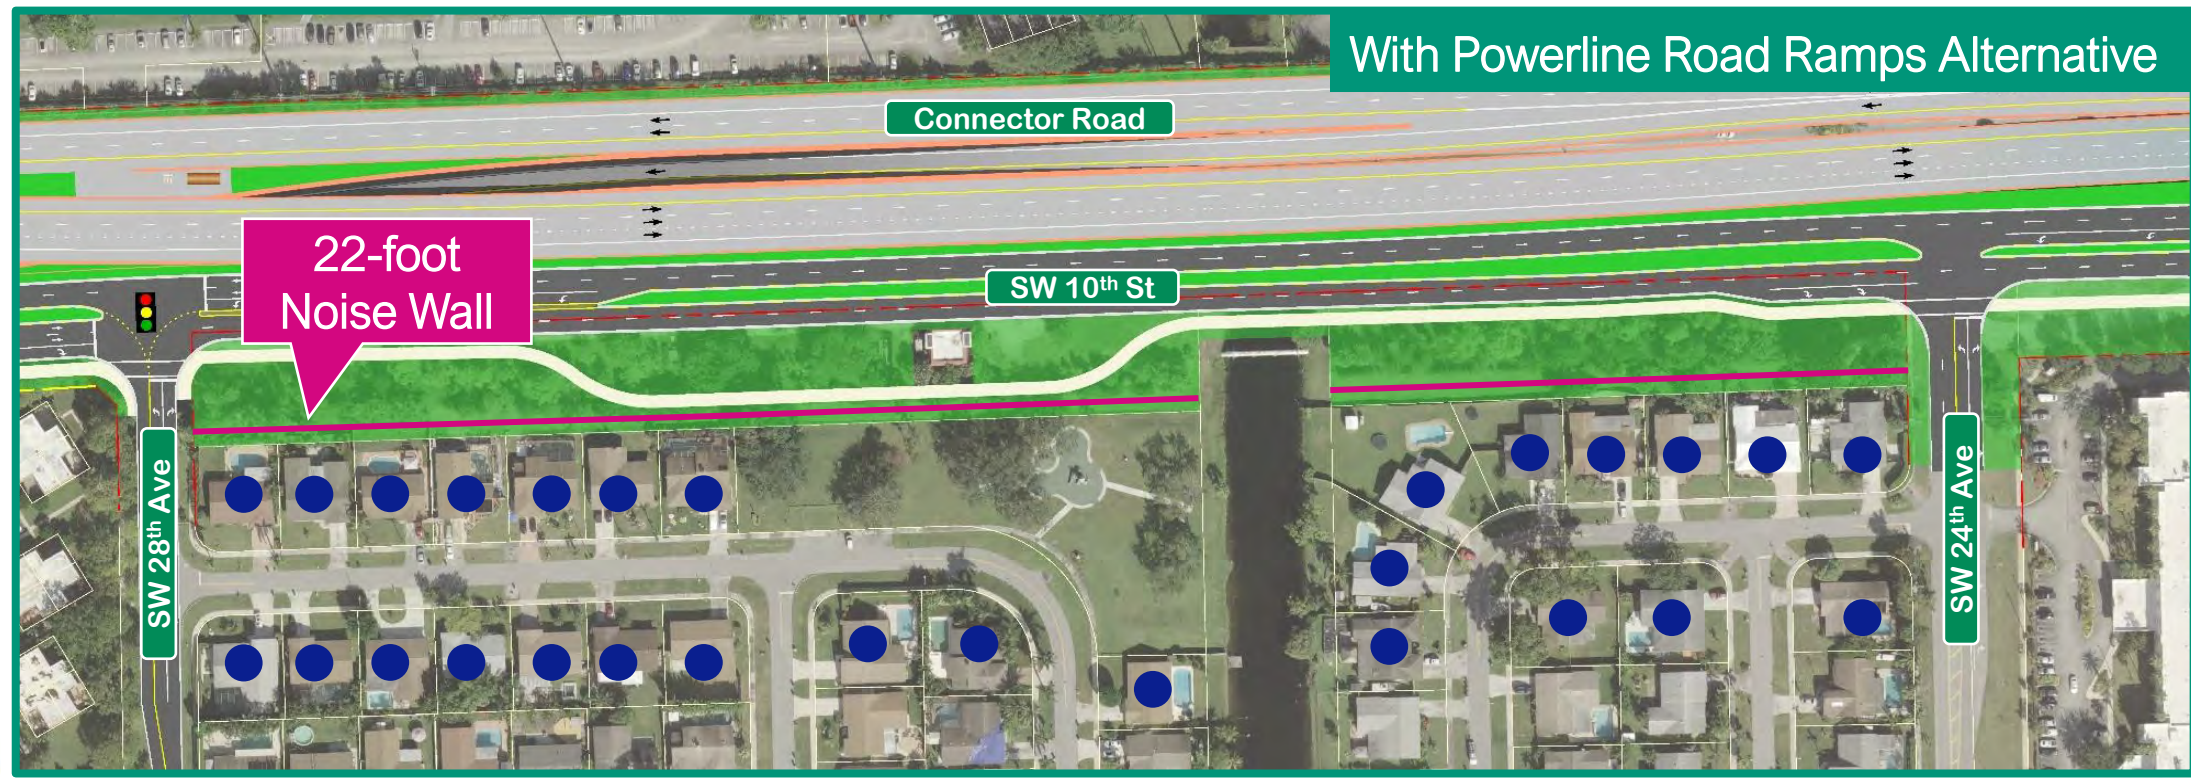 With Powerline Road Ramps Alternative
Connector Road
22-foot
Noise Wall
SW 10th St
SW 28th Ave
SW 24th Ave